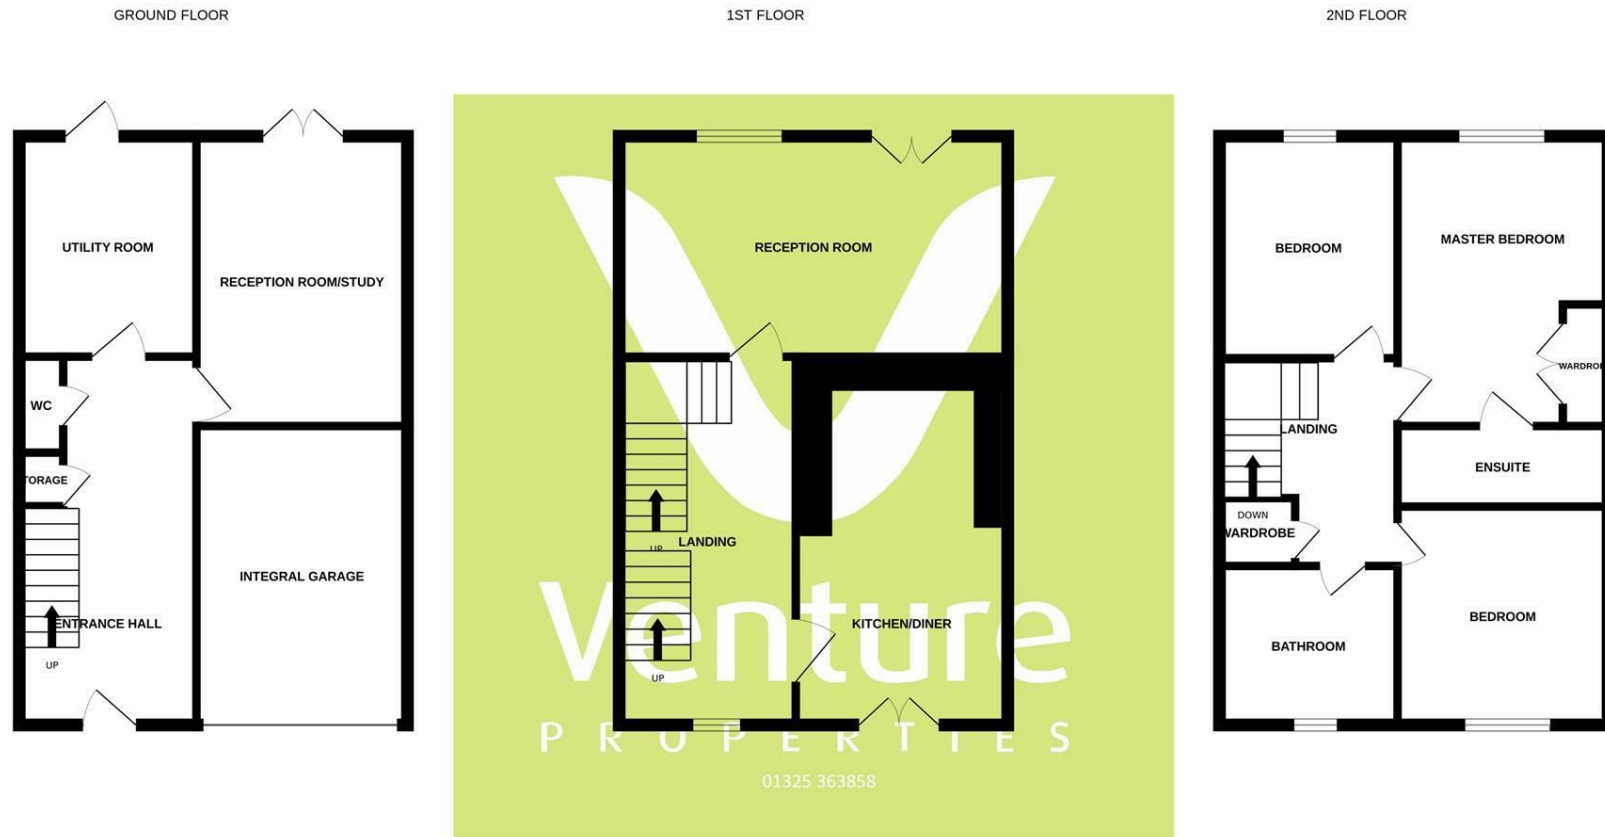 GROUND FLOOR
1ST FLOOR
2ND FLOOR
UTILITY ROOM
RECEPTION ROOM/STUDY
WC
TORAGE
INTEGRAL GARAGE
ENTRANCE HALL
UP
RECEPTION ROOM
UP
LANDING
KITCHEN/DINER
UP
Venture
PROPERTIES
01325 363858
BEDROOM
MASTER BEDROOM
WARDROB
LANDING
ENSUITE
DOWN
WARDROBE
BEDROOM
BATHROOM